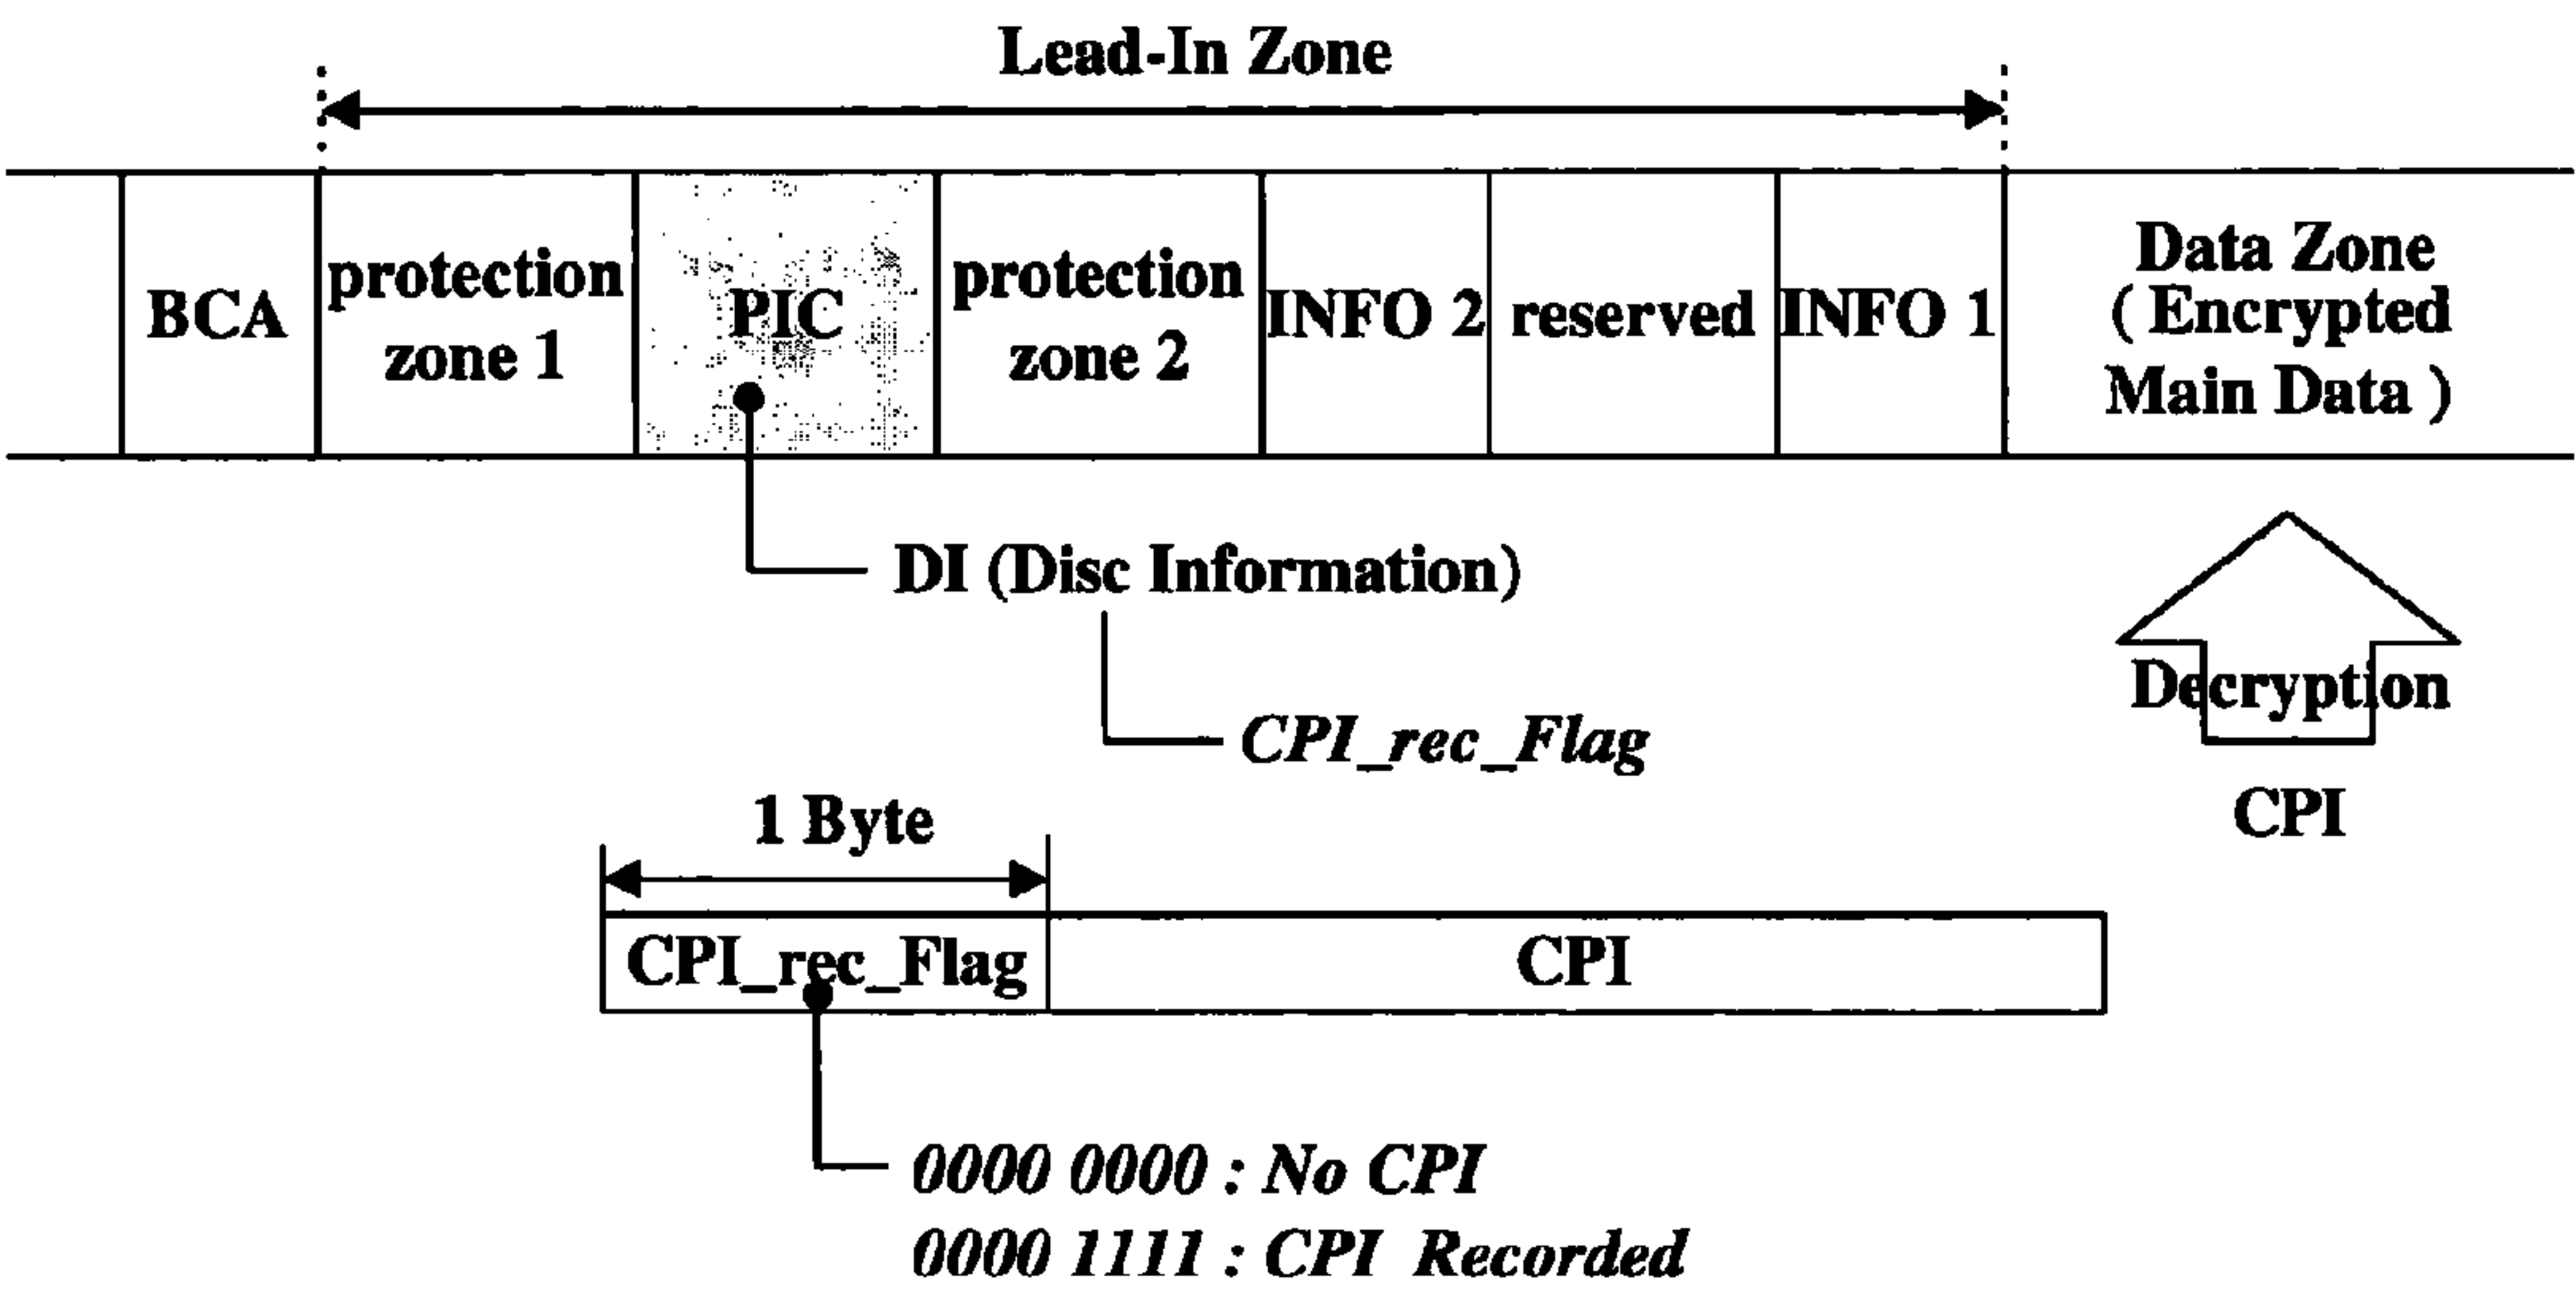 Lead-In Zone
BCA
protection
zone 1
PIC
protection
zone 2
INFO 2
reserved
INFO 1
Data Zone
( Encrypted
Main Data )
DI (Disc Information)
CPI_rec_Flag
Decryption
CPI
1 Byte
CPI_rec_Flag
CPI
0000 0000 : No CPI
0000 1111 : CPI Recorded